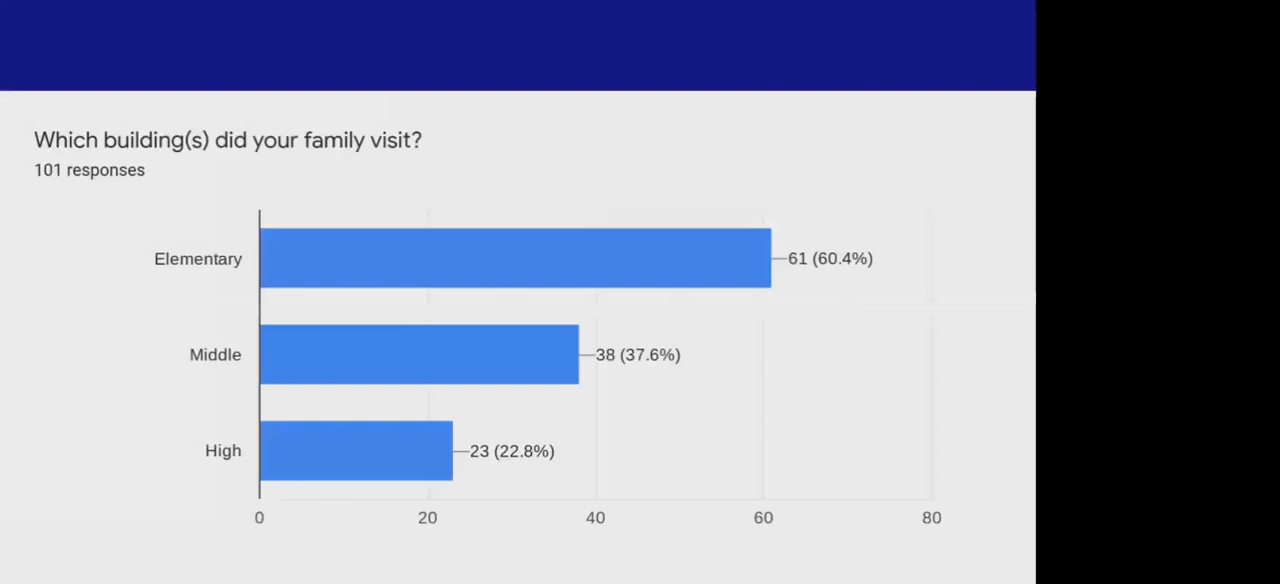 Which building(s) did your family visit?
101 responses
Elementary 61 (60.4%)
Middle 38 (37.6%)
High 23 (22.8%)
0 20 40 60 80